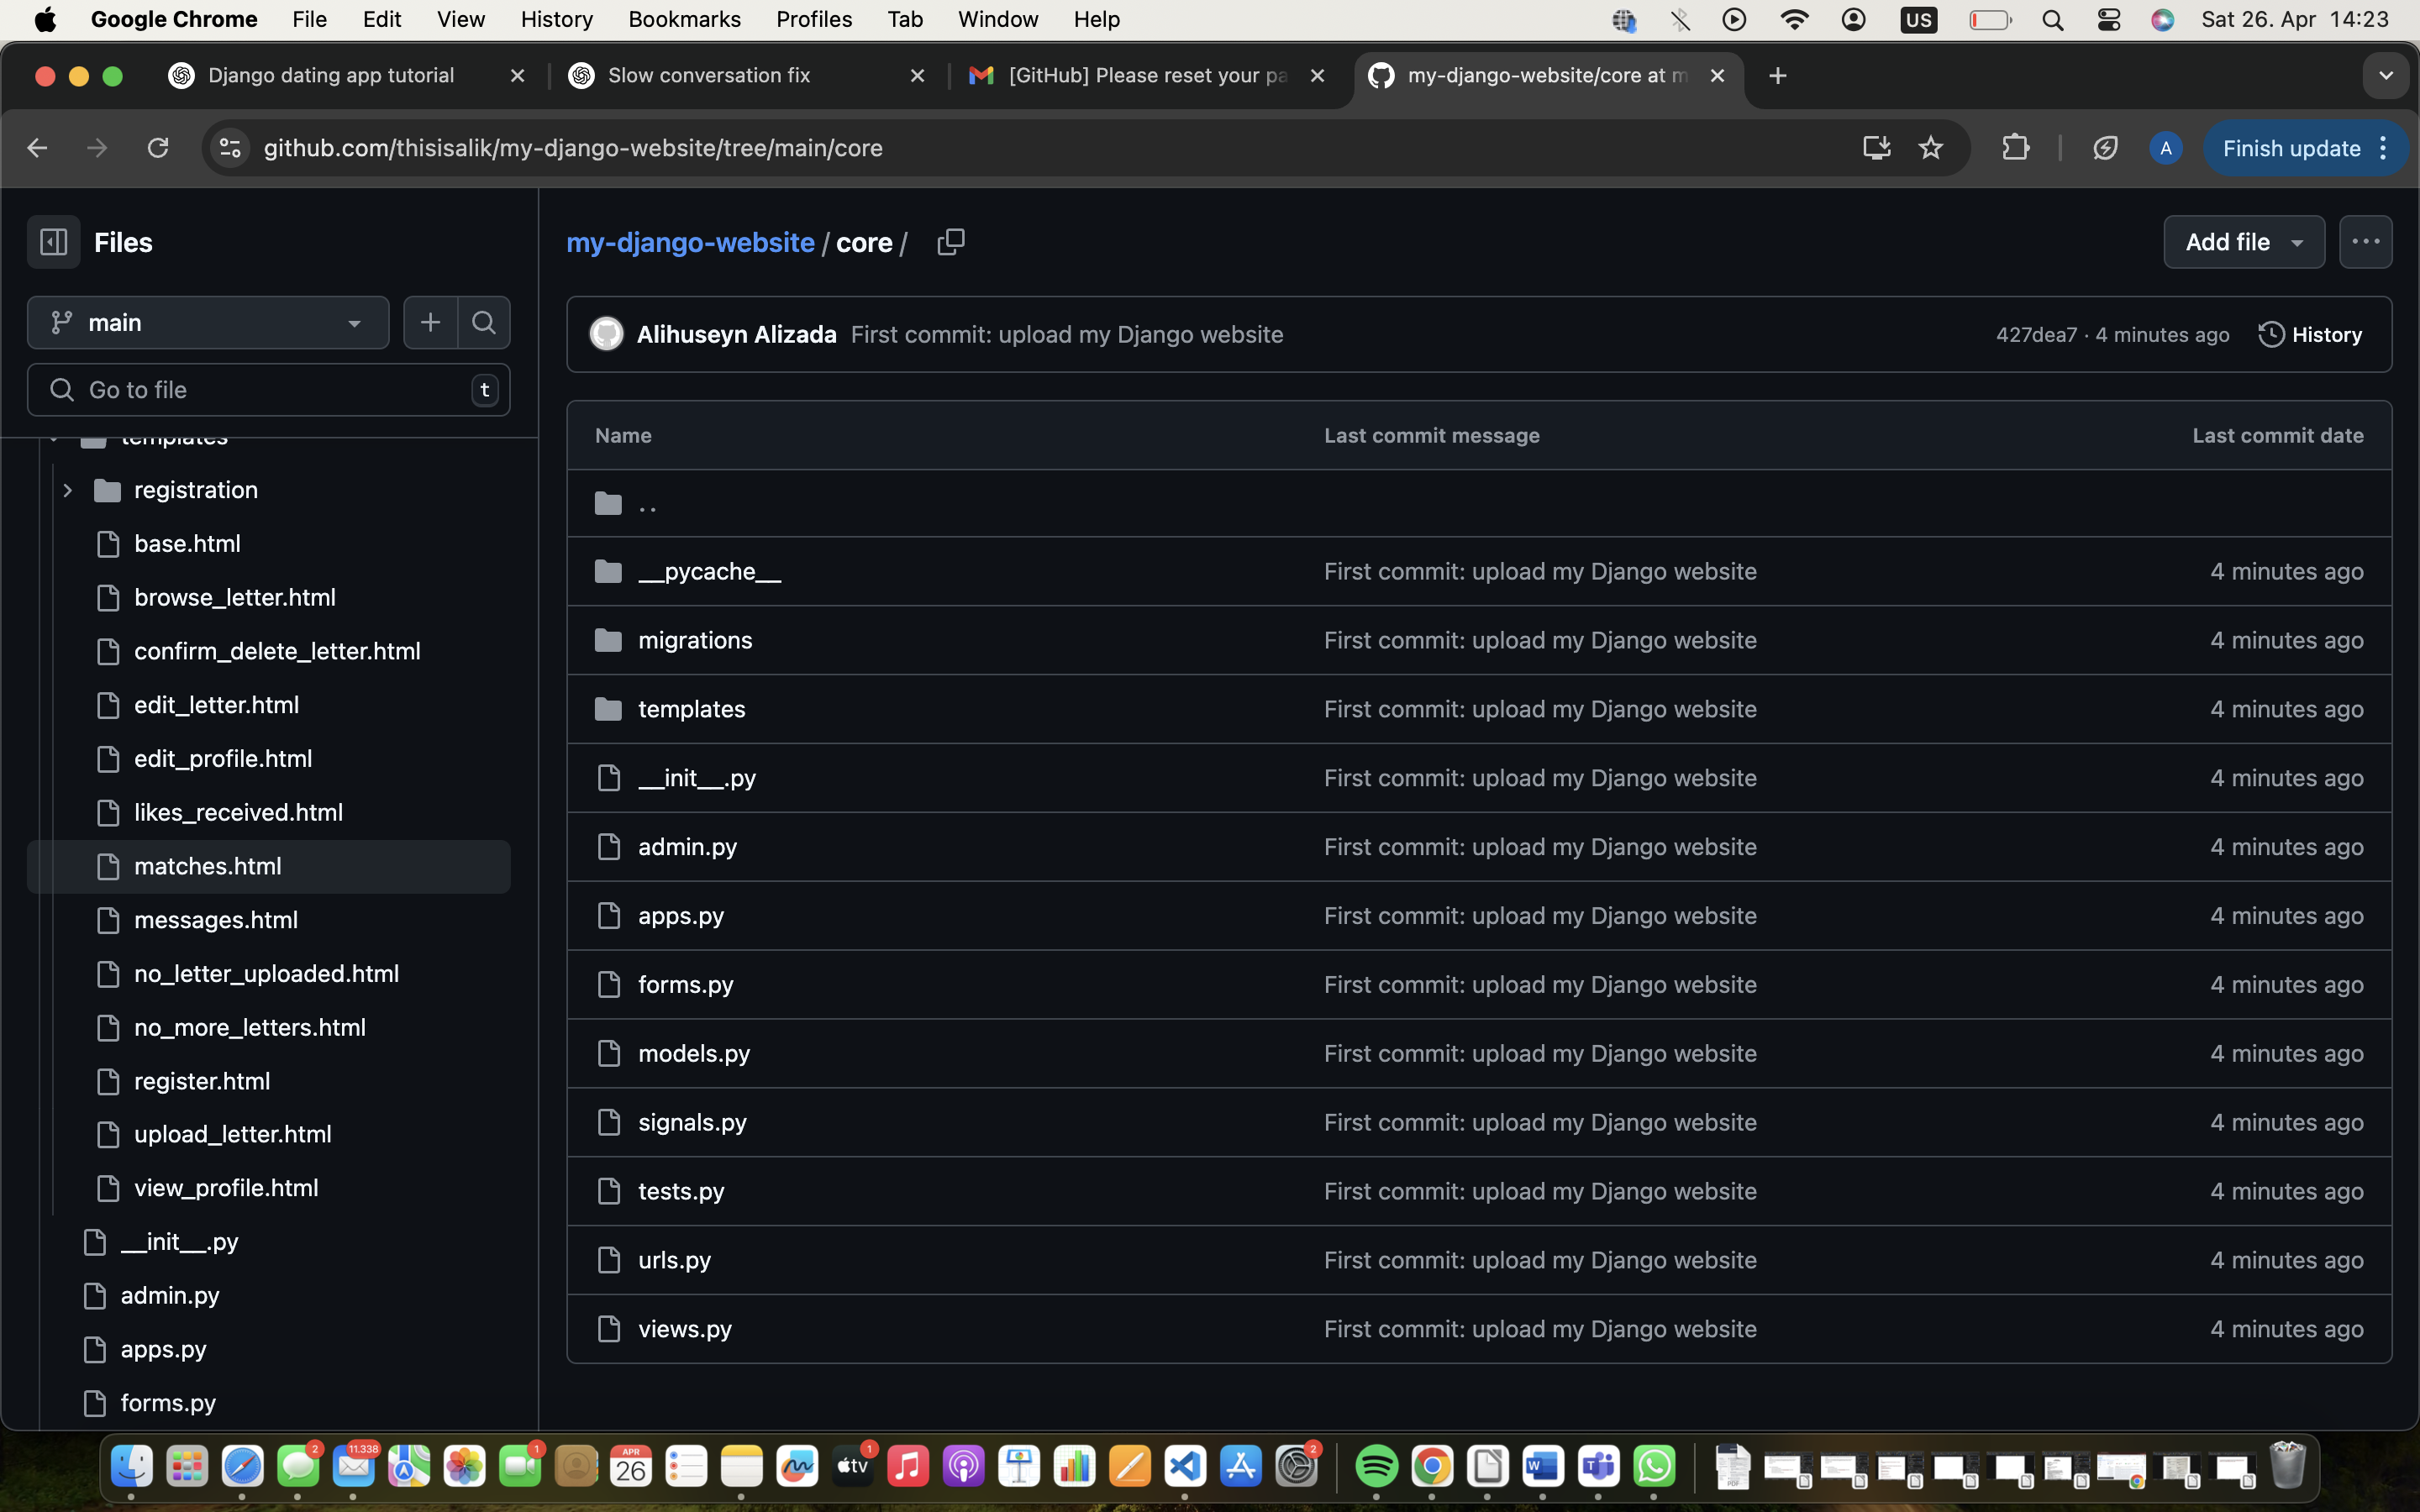 Google Chrome File Edit View History Bookmarks Profiles Tab Window Help US Sat 26. Apr 14:23
Django dating app tutorial
Slow conversation fix
[GitHub] Please reset your pa
my-django-website/core at m
github.com/thisisalik/my-django-website/tree/main/core
A
Finish update
Files
my-django-website / core /
Add file
main
Go to file
t
Alihuseyn Alizada First commit: upload my Django website
427dea7 · 4 minutes ago
History
templates
registration
base.html
browse_letter.html
confirm_delete_letter.html
edit_letter.html
edit_profile.html
likes_received.html
matches.html
messages.html
no_letter_uploaded.html
no_more_letters.html
register.html
upload_letter.html
view_profile.html
__init__.py
admin.py
apps.py
forms.py
Name Last commit message Last commit date
..
__pycache__ First commit: upload my Django website 4 minutes ago
migrations First commit: upload my Django website 4 minutes ago
templates First commit: upload my Django website 4 minutes ago
__init__.py First commit: upload my Django website 4 minutes ago
admin.py First commit: upload my Django website 4 minutes ago
apps.py First commit: upload my Django website 4 minutes ago
forms.py First commit: upload my Django website 4 minutes ago
models.py First commit: upload my Django website 4 minutes ago
signals.py First commit: upload my Django website 4 minutes ago
tests.py First commit: upload my Django website 4 minutes ago
urls.py First commit: upload my Django website 4 minutes ago
views.py First commit: upload my Django website 4 minutes ago
2 11.338 1 APR 26 tv 1 2 W T